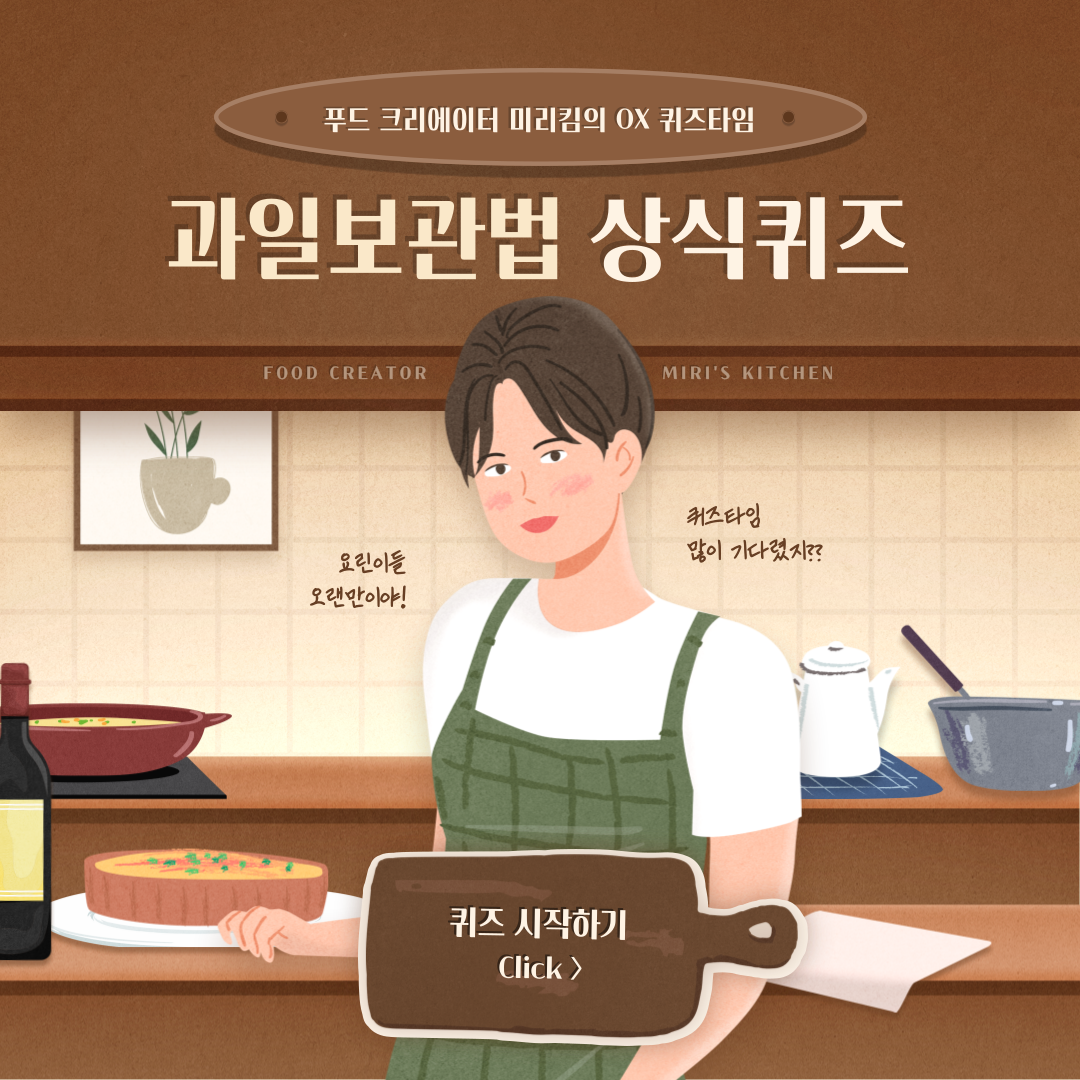 푸드 크리에이터 미리킴의 OX 퀴즈타임
과일보관법 상식퀴즈
FOOD CREATOR
MIRI'S KITCHEN
요린이들
오랜만이야!
퀴즈타임
많이 기다렸지??
퀴즈 시작하기
Click 〉